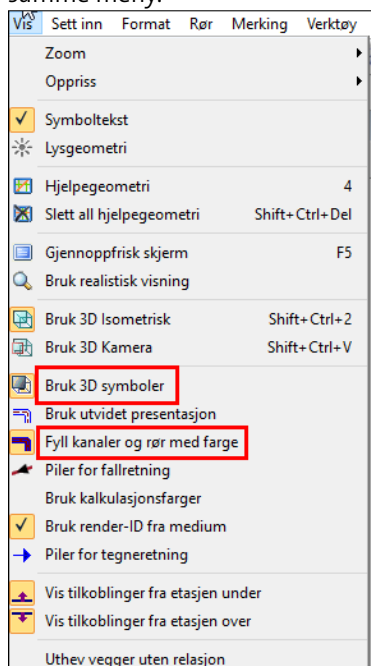 samme meny.
Vis Sett inn Format Rør Merking Verktøy
Zoom
Oppriss
Symboltekst
Lysgeometri
Hjelpegeometri 4
Slett all hjelpegeometri Shift+Ctrl+Del
Gjennoppfrisk skjerm F5
Bruk realistisk visning
Bruk 3D Isometrisk Shift+Ctrl+2
Bruk 3D Kamera Shift+Ctrl+V
Bruk 3D symboler
Bruk utvidet presentasjon
Fyll kanaler og rør med farge
Piler for fallretning
Bruk kalkulasjonsfarger
Bruk render-ID fra medium
Piler for tegneretning
Vis tilkoblinger fra etasjen under
Vis tilkoblinger fra etasjen over
Uthev vegger uten relasjon